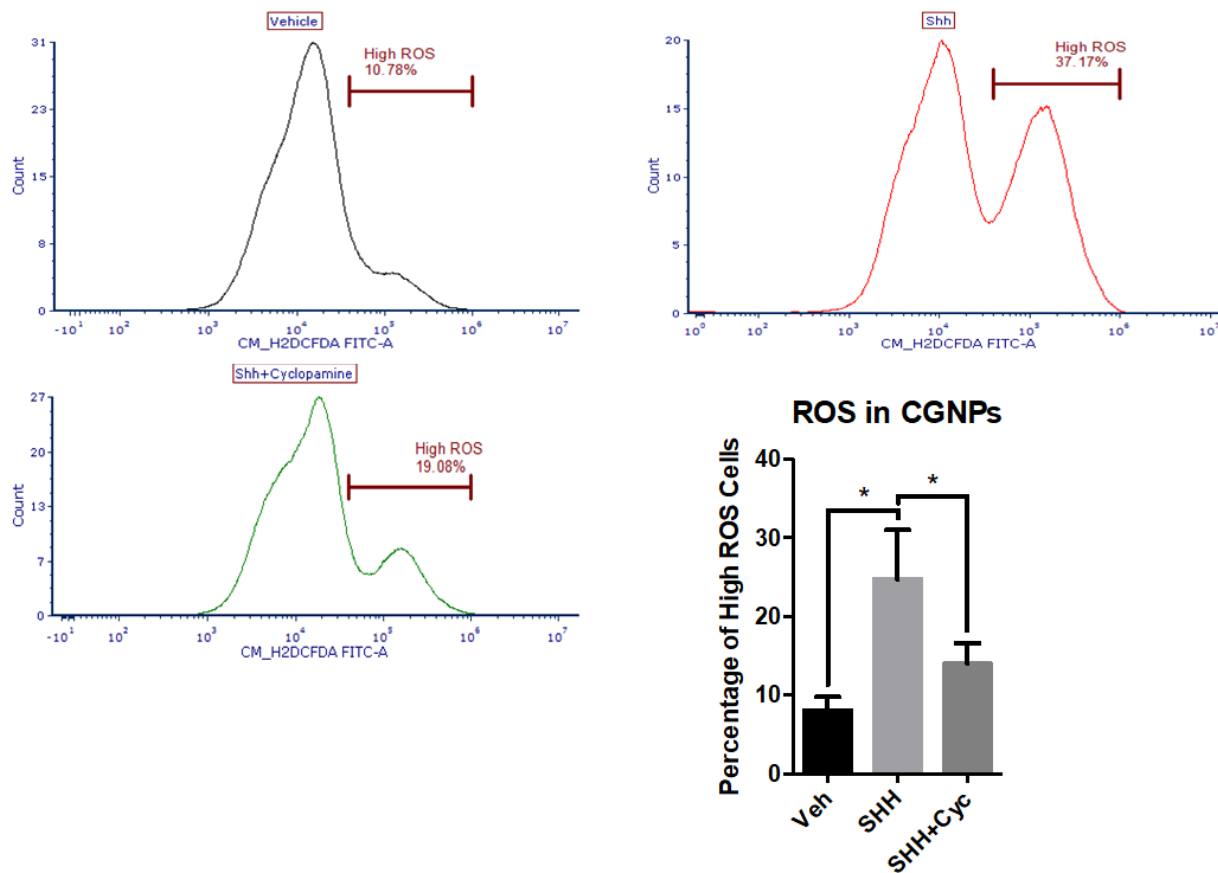 Vehicle
High ROS
10.78%
31
23
15
8
0
Count
-10¹ 10² 10³ 10⁴ 10⁵ 10⁶ 10⁷
CM_H2DCFDA FITC-A
Shh
High ROS
37.17%
20
15
10
5
0
Count
10⁰ 10² 10³ 10⁴ 10⁵ 10⁶ 10⁷
CM_H2DCFDA FITC-A
Shh+Cyclopamine
High ROS
19.08%
27
20
13
7
0
Count
-10¹ 10² 10³ 10⁴ 10⁵ 10⁶ 10⁷
CM_H2DCFDA FITC-A
ROS in CGNPs
Percentage of High ROS Cells
40
30
20
10
0
* *
Veh SHH SHH+Cyc